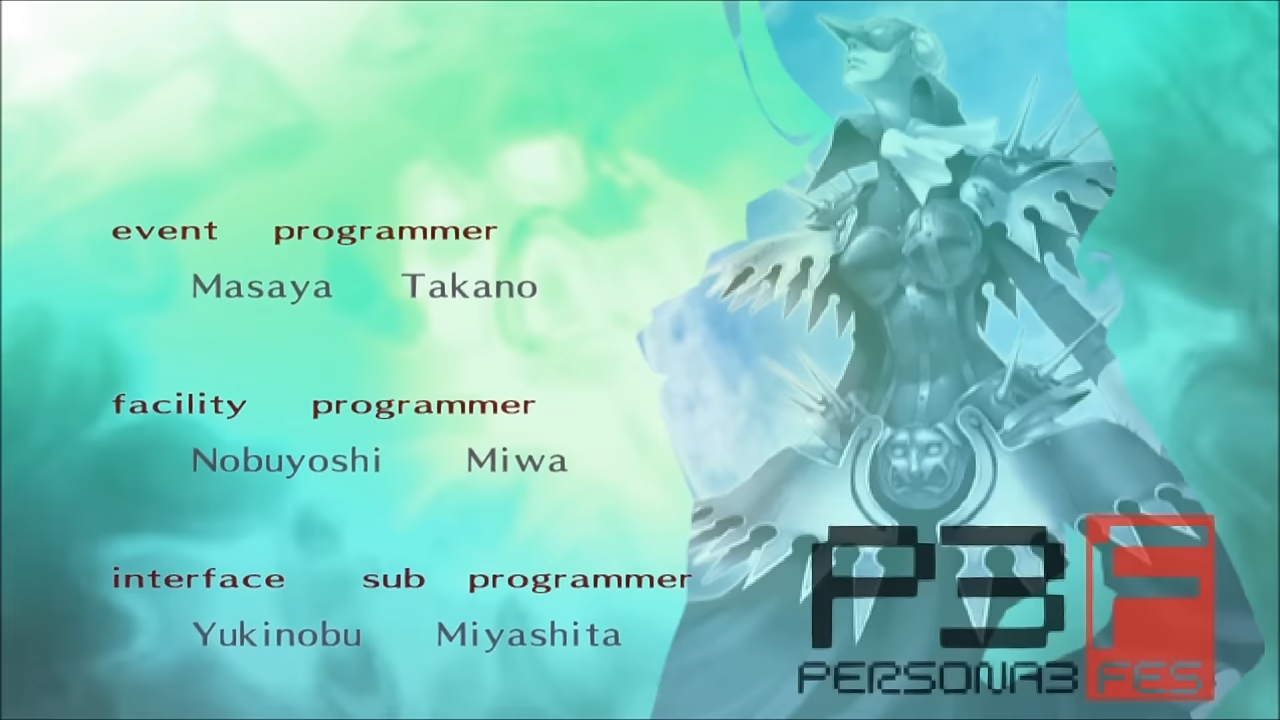 event programmer
Masaya Takano
facility programmer
Nobuyoshi Miwa
interface sub programmer
Yukinobu Miyashita
P3F
PERSONA3 FES